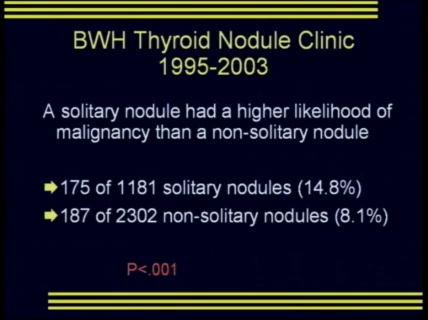 BWH Thyroid Nodule Clinic
1995-2003
A solitary nodule had a higher likelihood of
malignancy than a non-solitary nodule
175 of 1181 solitary nodules (14.8%)
187 of 2302 non-solitary nodules (8.1%)
P<.001